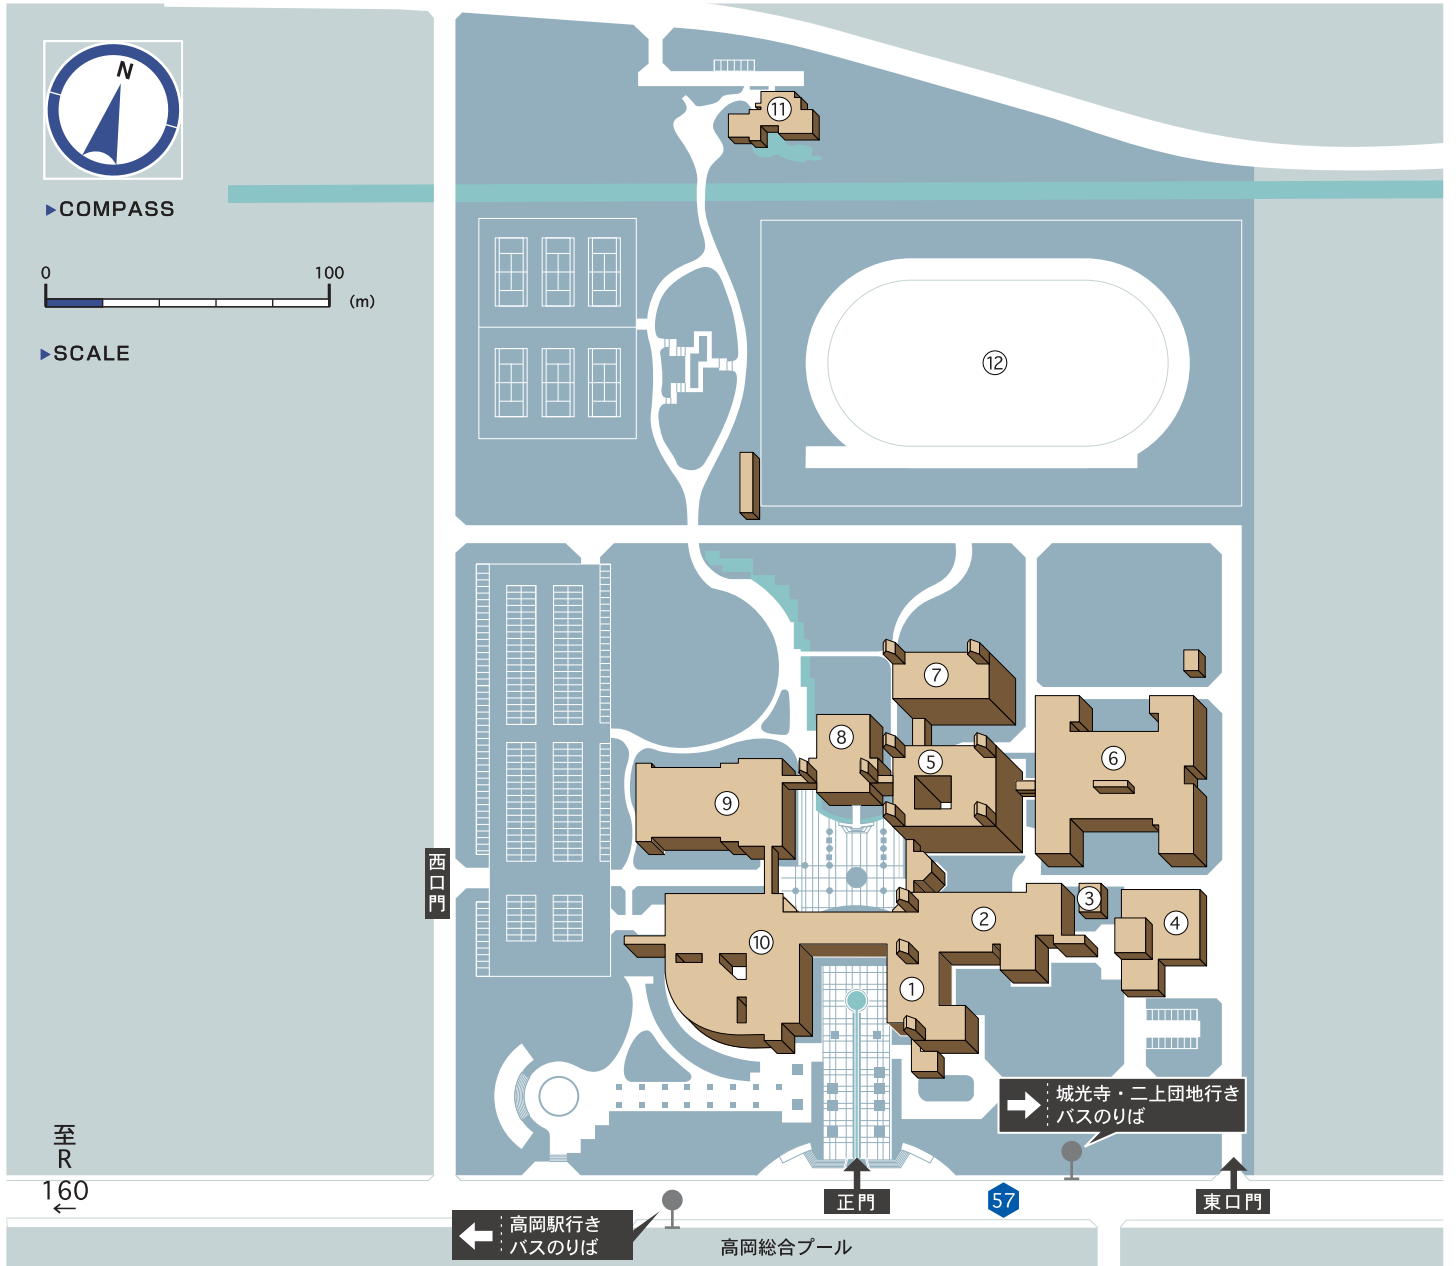 N
▶COMPASS
0 100
(m)
▶SCALE
⑪
⑫
⑦
⑧
⑤
⑥
⑨
西口門
③
②
④
⑩
①
城光寺・二上団地行き
バスのりば
至
R
160
←
正門
57
東口門
高岡駅行き
バスのりば
高岡総合プール